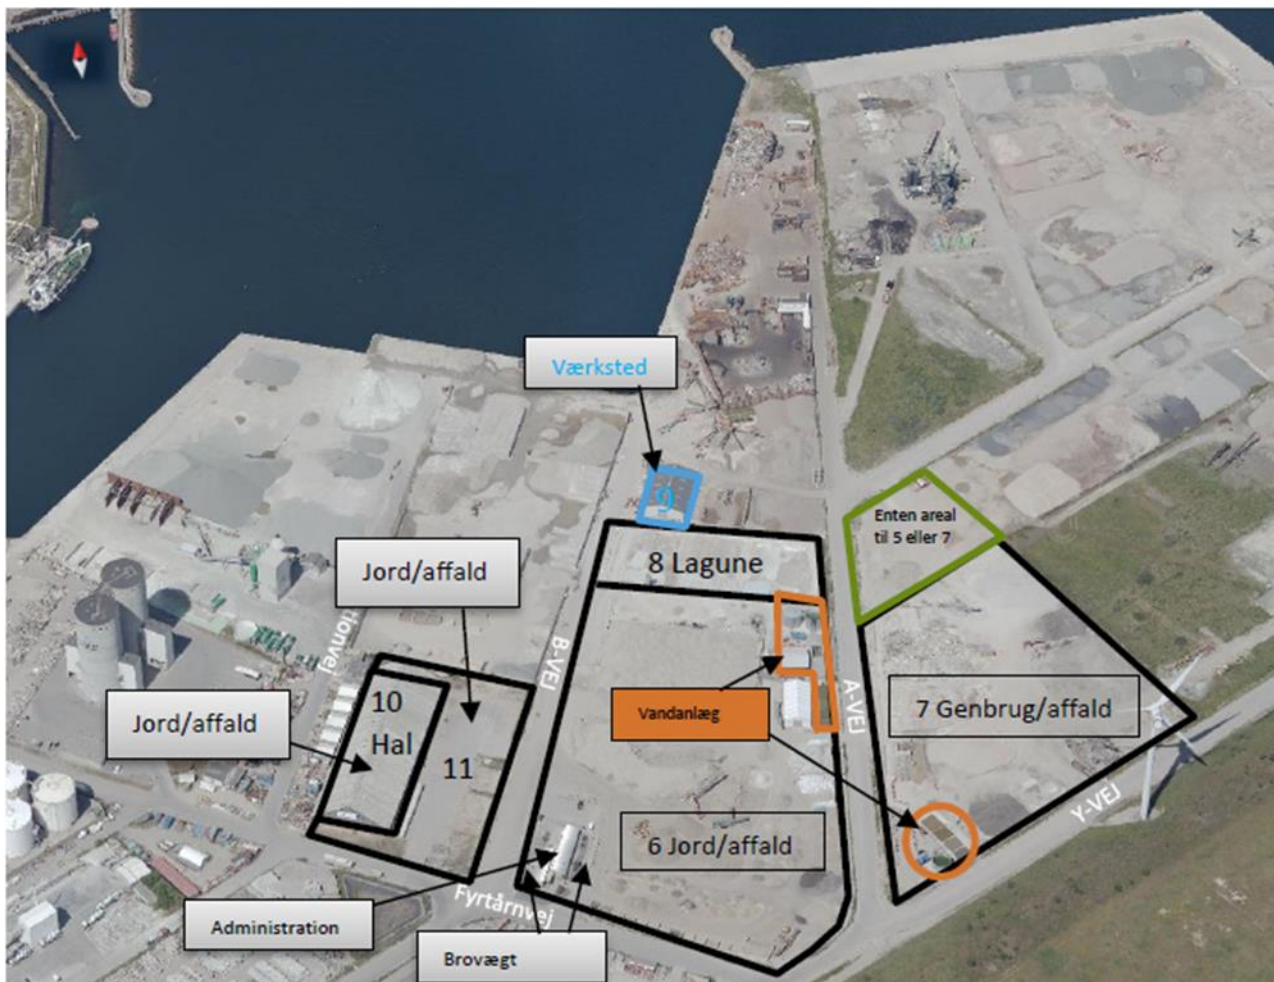 Værksted
9
Enten areal
til 5 eller 7
8 Lagune
Jord/affald
B-VEJ
tionvej
10
Hal
11
Jord/affald
Vandanlæg
A-VEJ
7 Genbrug/affald
Y-VEJ
6 Jord/affald
Fyrtårnvej
Administration
Brovægt